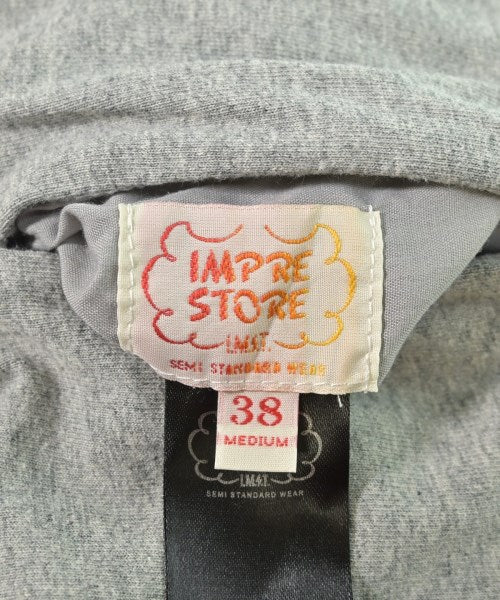 IMPRE
STORE
I.M.S.T.
SEMI STANDARD WEAR
38
MEDIUM
I.M.S.T.
SEMI STANDARD WEAR